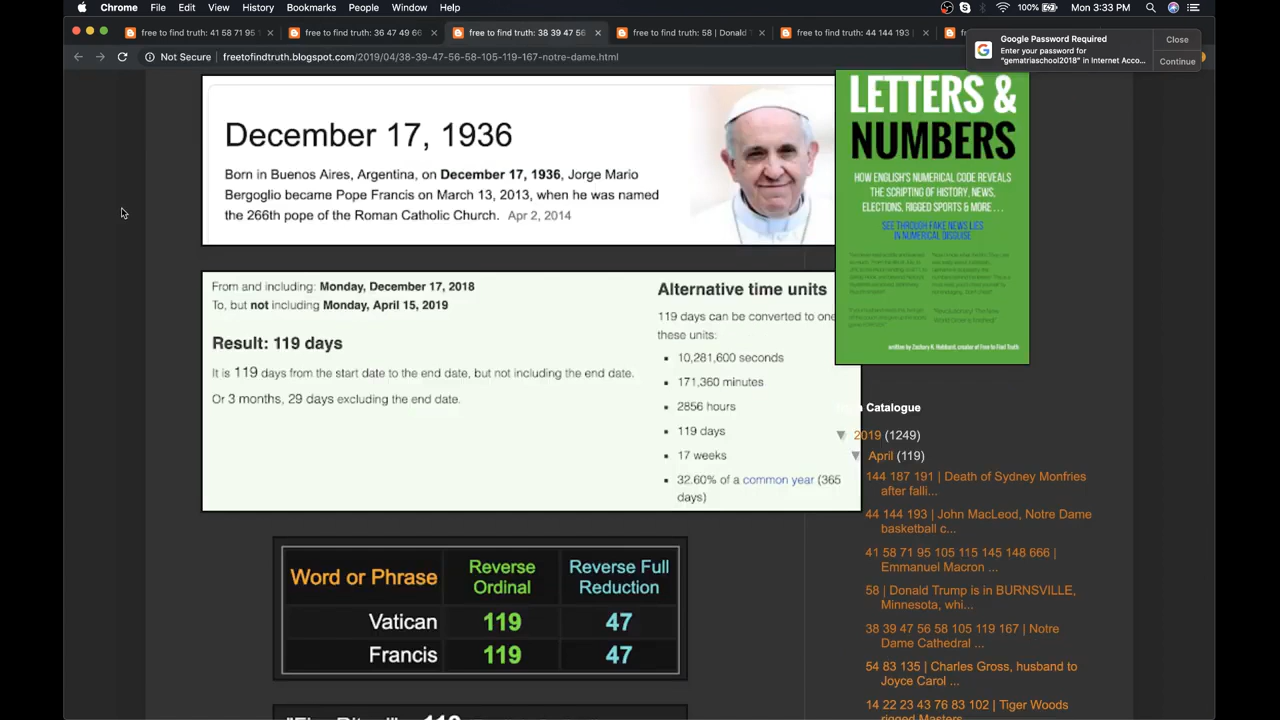 Chrome File Edit View History Bookmarks People Window Help
100% Mon 3:33 PM
free to find truth: 41 58 71 95
free to find truth: 36 47 49 66
free to find truth: 38 39 47 56
free to find truth: 58 | Donald T
free to find truth: 44 144 193 |
Google Password Required
Enter your password for
"gematriaschool2018" in Internet Acco...
Close
Continue
Not Secure
freetofindtruth.blogspot.com/2019/04/38-39-47-56-58-105-119-167-notre-dame.html
December 17, 1936
Born in Buenos Aires, Argentina, on December 17, 1936, Jorge Mario
Bergoglio became Pope Francis on March 13, 2013, when he was named
the 266th pope of the Roman Catholic Church. Apr 2, 2014
From and including: Monday, December 17, 2018
To, but not including Monday, April 15, 2019
Result: 119 days
It is 119 days from the start date to the end date, but not including the end date.
Or 3 months, 29 days excluding the end date.
Alternative time units
119 days can be converted to one
these units:
10,281,600 seconds
171,360 minutes
2856 hours
119 days
17 weeks
32.60% of a common year (365
days)
Word or Phrase
Reverse
Ordinal
Reverse Full
Reduction
Vatican 119 47
Francis 119 47
LETTERS &
NUMBERS
HOW ENGLISH'S NUMERICAL CODE REVEALS
THE SCRIPTING OF HISTORY, NEWS,
ELECTIONS, RIGGED SPORTS & MORE . . .
SEE THROUGH FAKE NEWS LIES
IN NUMERICAL DISGUISE
written by Zachary K. Hubbard, creator of Free to Find Truth
Catalogue
2019 (1249)
April (119)
144 187 191 | Death of Sydney Monfries
after falli...
44 144 193 | John MacLeod, Notre Dame
basketball c...
41 58 71 95 105 115 145 148 666 |
Emmanuel Macron ...
58 | Donald Trump is in BURNSVILLE,
Minnesota, whi...
38 39 47 56 58 105 119 167 | Notre
Dame Cathedral ...
54 83 135 | Charles Gross, husband to
Joyce Carol ...
14 22 23 43 76 83 102 | Tiger Woods
rigged Masters